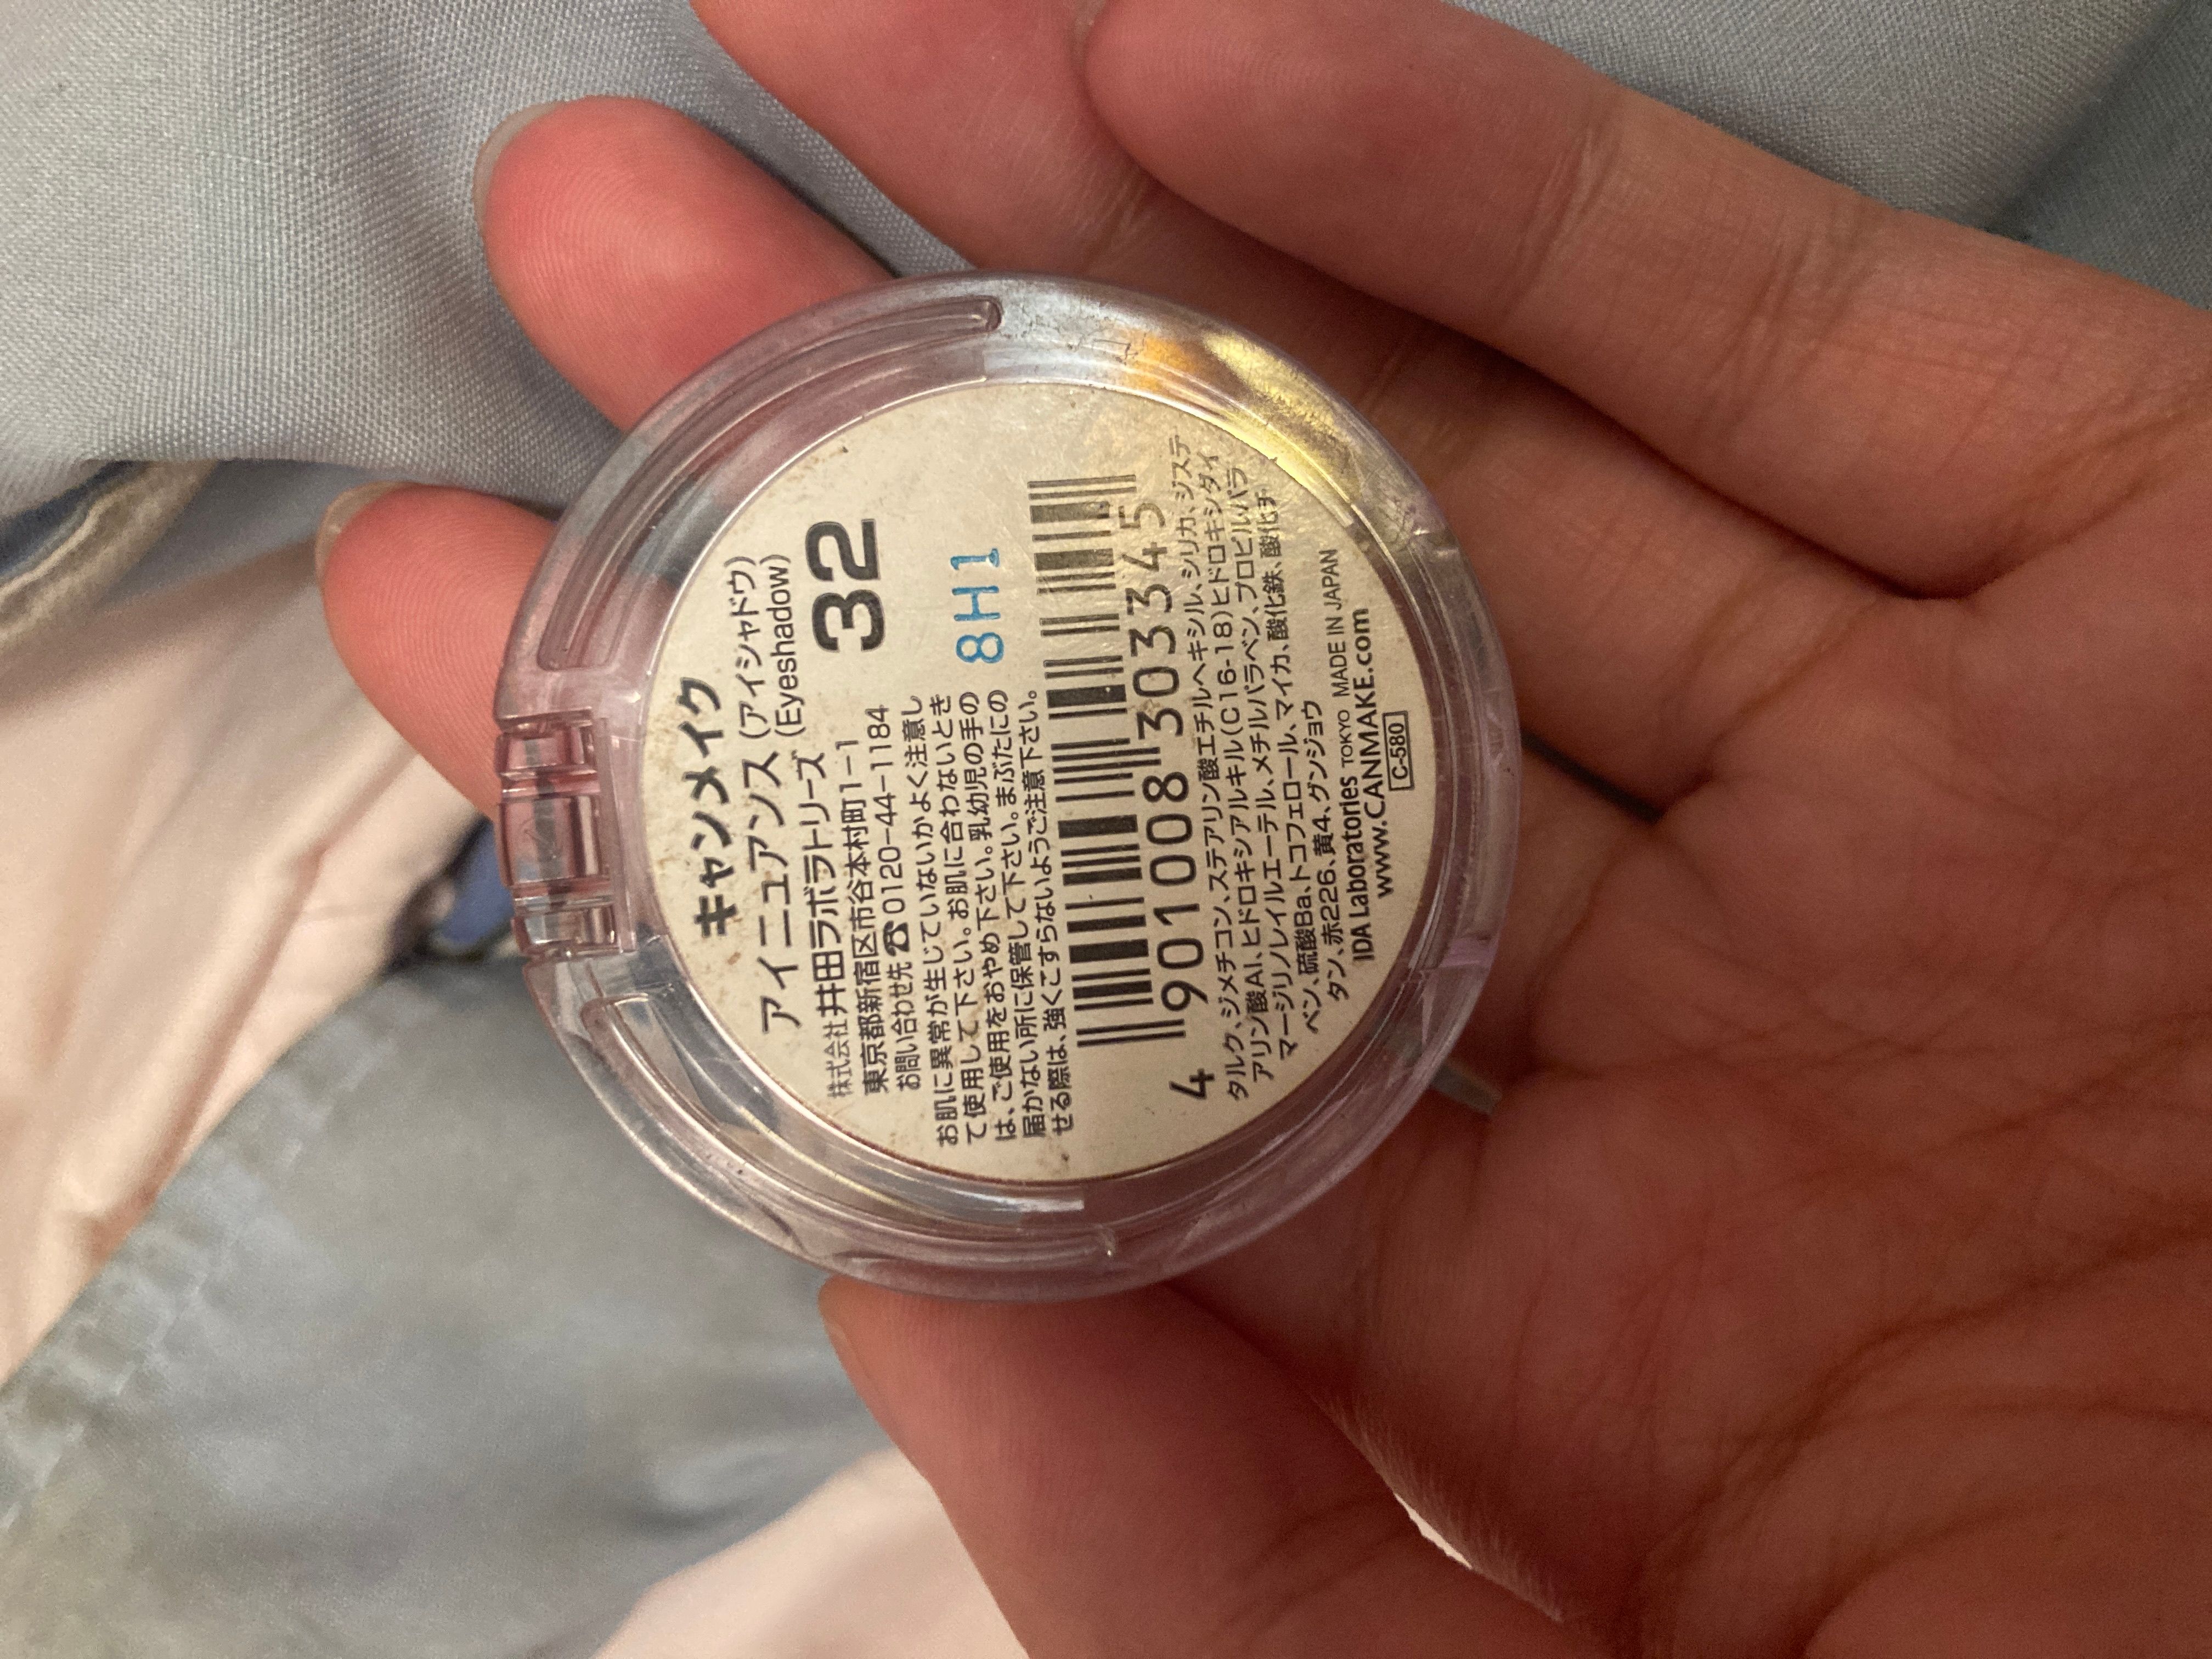 キャンメイク
アイニュアンス(アイシャドウ)
(Eyeshadow)
株式会社 井田ラボラトリーズ
東京都新宿区市谷本村町1-1
32
お問い合わせ先☎0120-44-1184
お肌に異常が生じていないかよく注意し
て使用して下さい。お肌に合わないとき
は、ご使用をおやめ下さい。乳幼児の手の
届かない所に保管して下さい。まぶたにの
せる際は、強くこすらないようご注意下さい。
8H1
4 901008 303345
タルク、ジメチコン、ステアリン酸エチルヘキシル、シリカ、ジステ
アリン酸Al、ヒドロキシアルキル(C16-18)ヒドロキシダイ
マージリノレイルエーテル、メチルパラベン、プロピルパラ
ベン、硫酸Ba、トコフェロール、マイカ、酸化鉄、酸化チ
タン、赤226、黄4、グンジョウ
IDA Laboratories TOKYO MADE IN JAPAN
www.CANMAKE.com
C-580